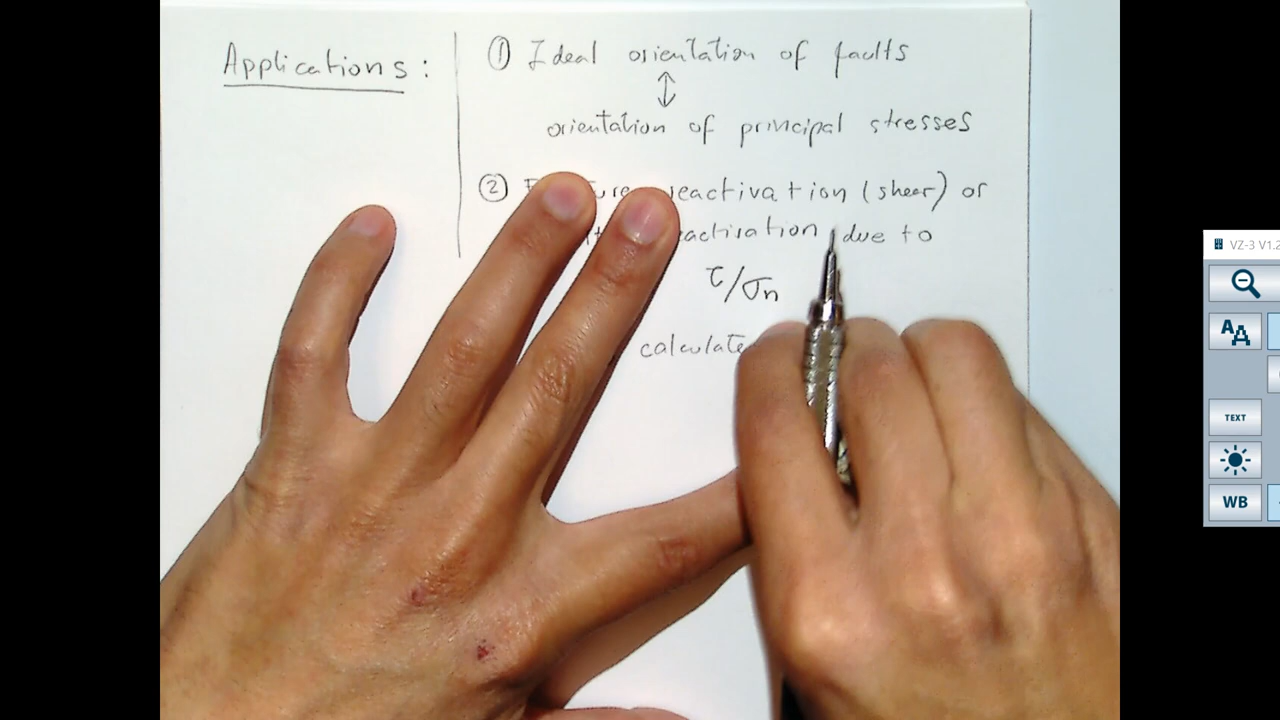 Applications:
① Ideal orientation of faults
↕
orientation of principal stresses
② reactivation (shear) or
due to
τ/σn
calculate
VZ-3 V1.2
AA
TEXT
WB